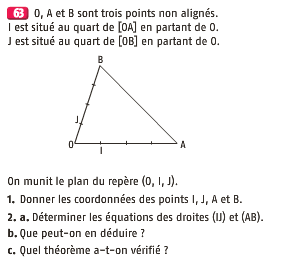 63 O, A et B sont trois points non alignés.
I est situé au quart de [OA] en partant de O.
J est situé au quart de [OB] en partant de O.
B
J
O
I
A
On munit le plan du repère (O, I, J).
1. Donner les coordonnées des points I, J, A et B.
2. a. Déterminer les équations des droites (IJ) et (AB).
b. Que peut-on en déduire ?
c. Quel théorème a-t-on vérifié ?